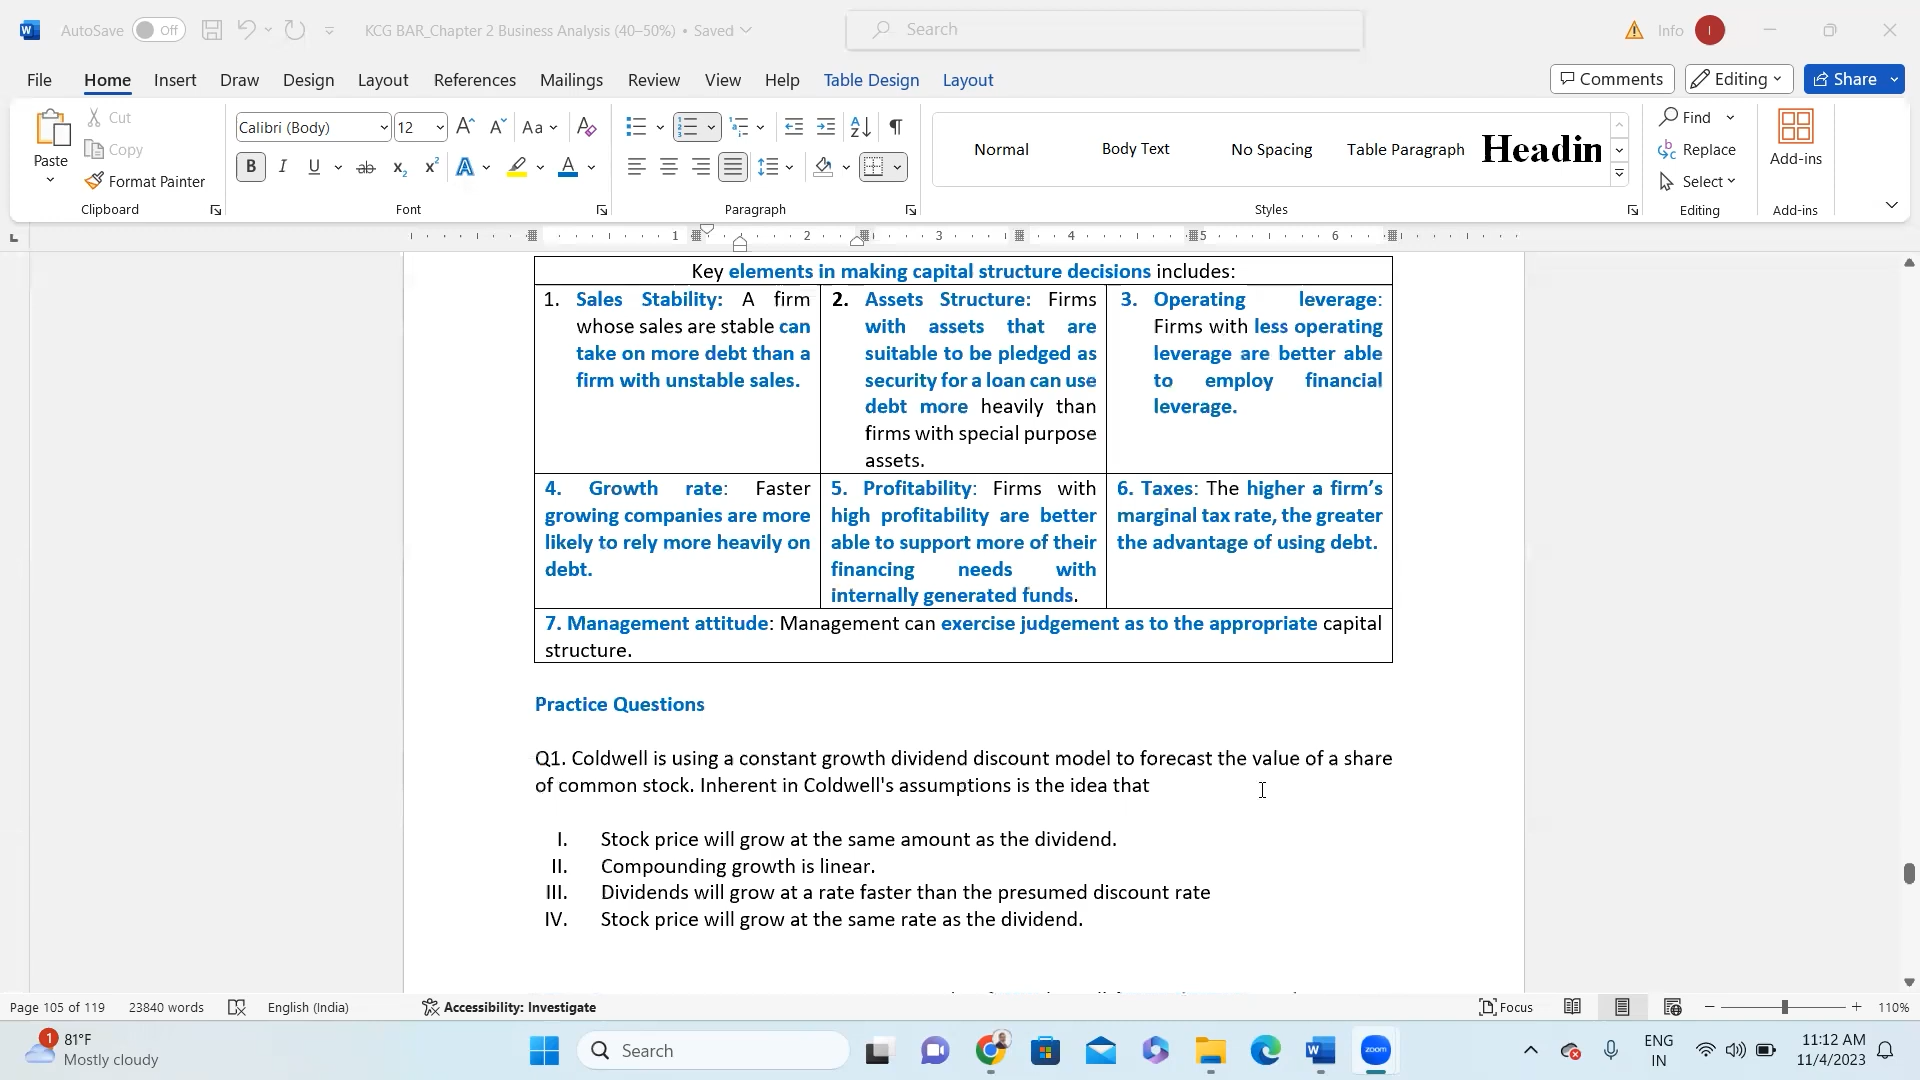 AutoSave Off KCG BAR_Chapter 2 Business Analysis (40–50%) • Saved Search Info I
File Home Insert Draw Design Layout References Mailings Review View Help Table Design Layout Comments Editing Share
Paste Cut Copy Format Painter Clipboard
Calibri (Body) 12 Aa Font
Paragraph
Normal Body Text No Spacing Table Paragraph Headin Styles
Find Replace Select Editing
Add-ins Add-ins
1 2 3 4 5 6
Key elements in making capital structure decisions includes:
1. Sales Stability: A firm
whose sales are stable can
take on more debt than a
firm with unstable sales.
2. Assets Structure: Firms
with assets that are
suitable to be pledged as
security for a loan can use
debt more heavily than
firms with special purpose
assets.
3. Operating leverage:
Firms with less operating
leverage are better able
to employ financial
leverage.
4. Growth rate: Faster
growing companies are more
likely to rely more heavily on
debt.
5. Profitability: Firms with
high profitability are better
able to support more of their
financing needs with
internally generated funds.
6. Taxes: The higher a firm’s
marginal tax rate, the greater
the advantage of using debt.
7. Management attitude: Management can exercise judgement as to the appropriate capital
structure.
Practice Questions
Q1. Coldwell is using a constant growth dividend discount model to forecast the value of a share
of common stock. Inherent in Coldwell's assumptions is the idea that
I. Stock price will grow at the same amount as the dividend.
II. Compounding growth is linear.
III. Dividends will grow at a rate faster than the presumed discount rate
IV. Stock price will grow at the same rate as the dividend.
Page 105 of 119 23840 words English (India) Accessibility: Investigate Focus 110%
1 81°F
Mostly cloudy
Search
zoom
ENG
IN
11:12 AM
11/4/2023